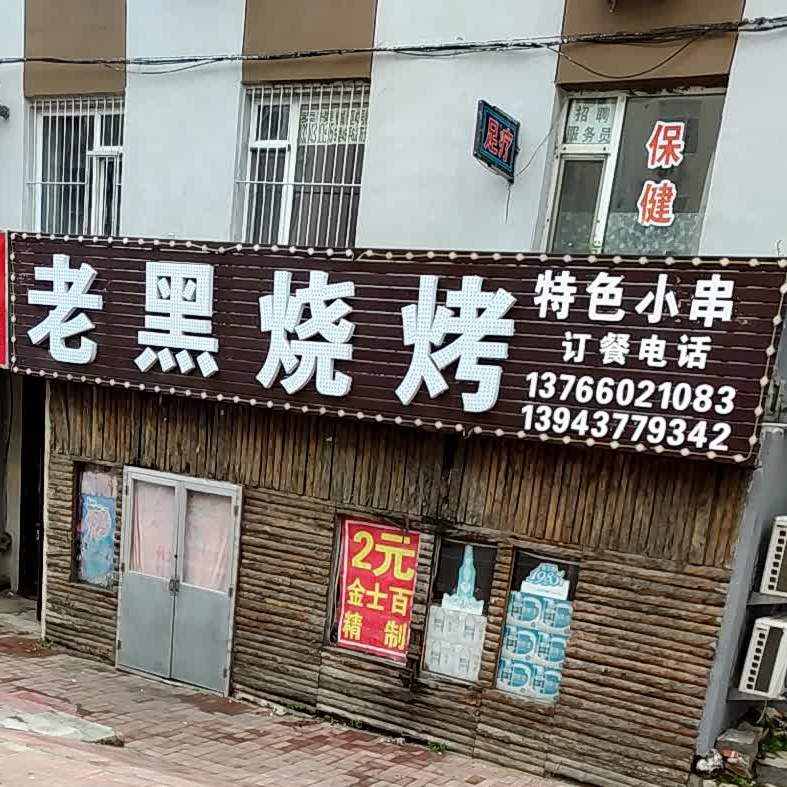 招聘
服务员
足疗
保
健
老黑烧烤
特色小串
订餐电话
13766021083
13943779342
2元
金士百
精制